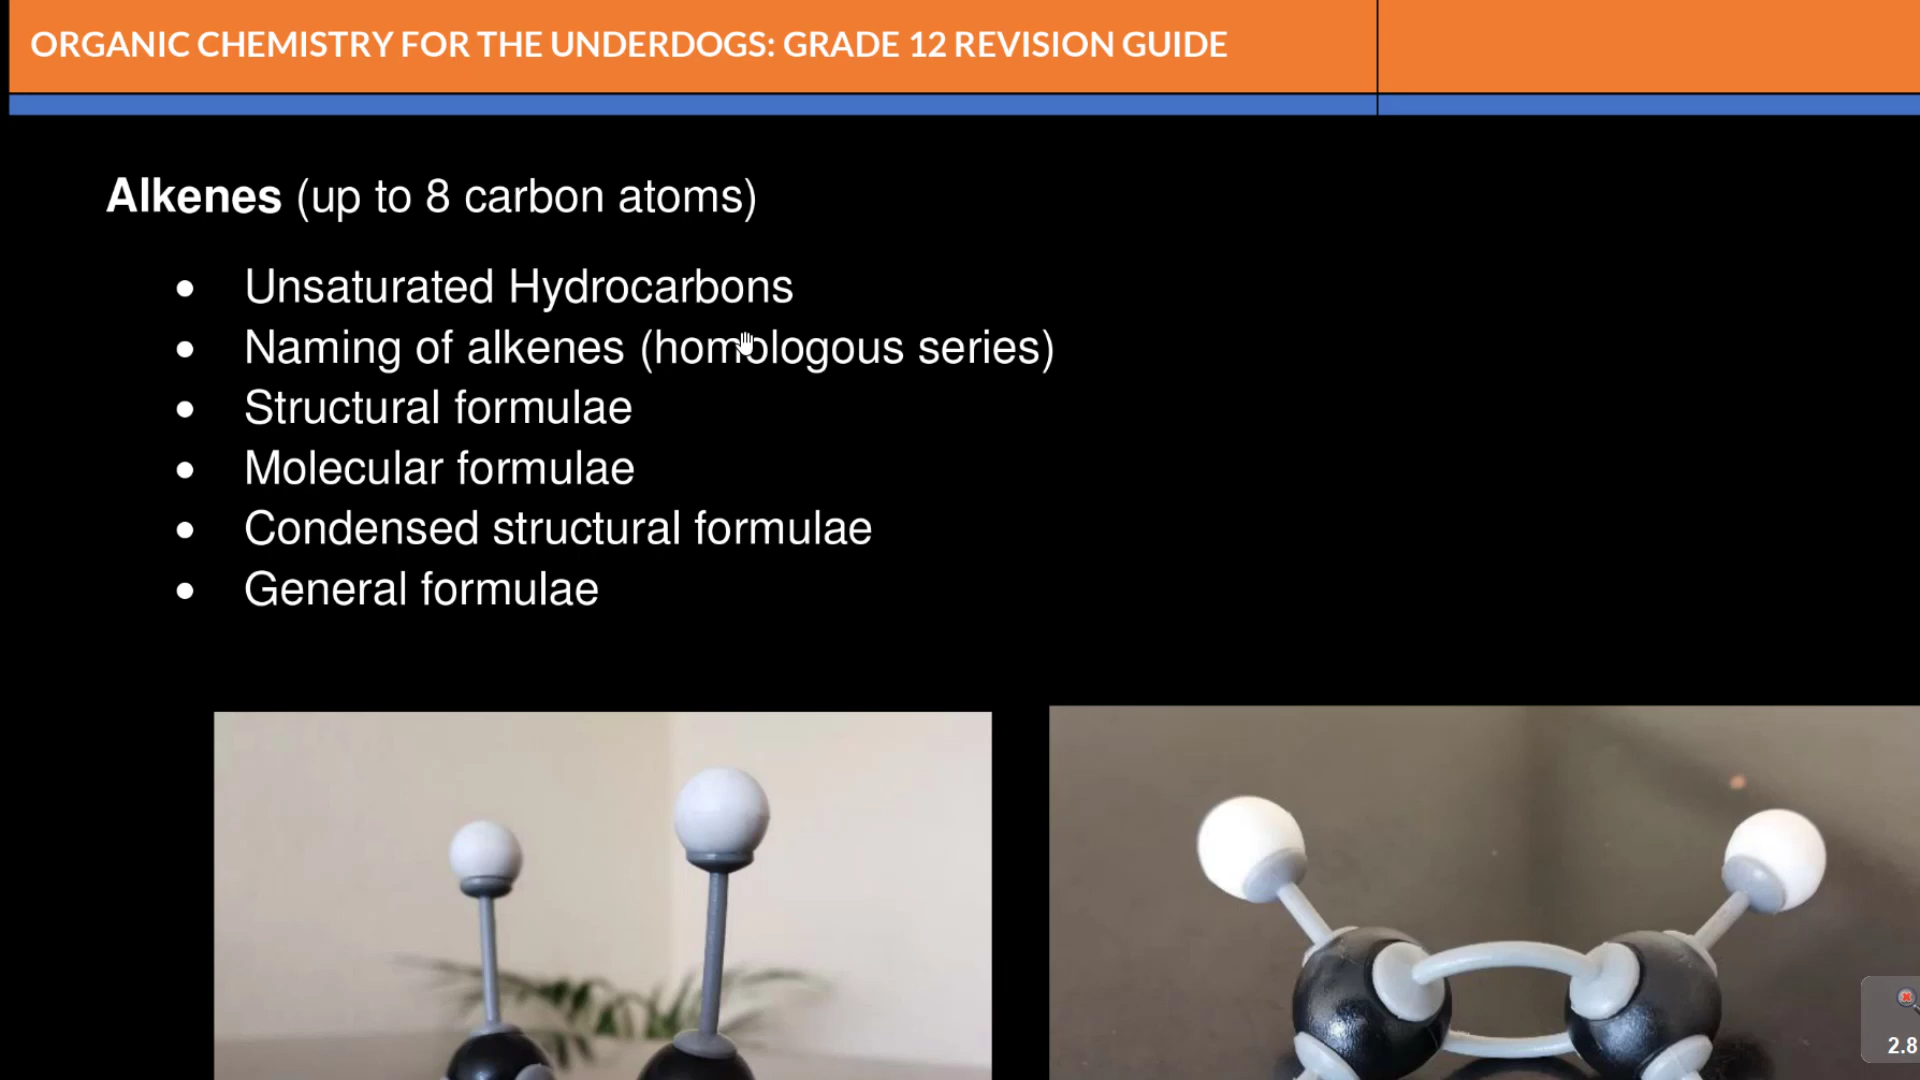 ORGANIC CHEMISTRY FOR THE UNDERDOGS: GRADE 12 REVISION GUIDE
Alkenes (up to 8 carbon atoms)
• Unsaturated Hydrocarbons
• Naming of alkenes (homologous series)
• Structural formulae
• Molecular formulae
• Condensed structural formulae
• General formulae
2.8